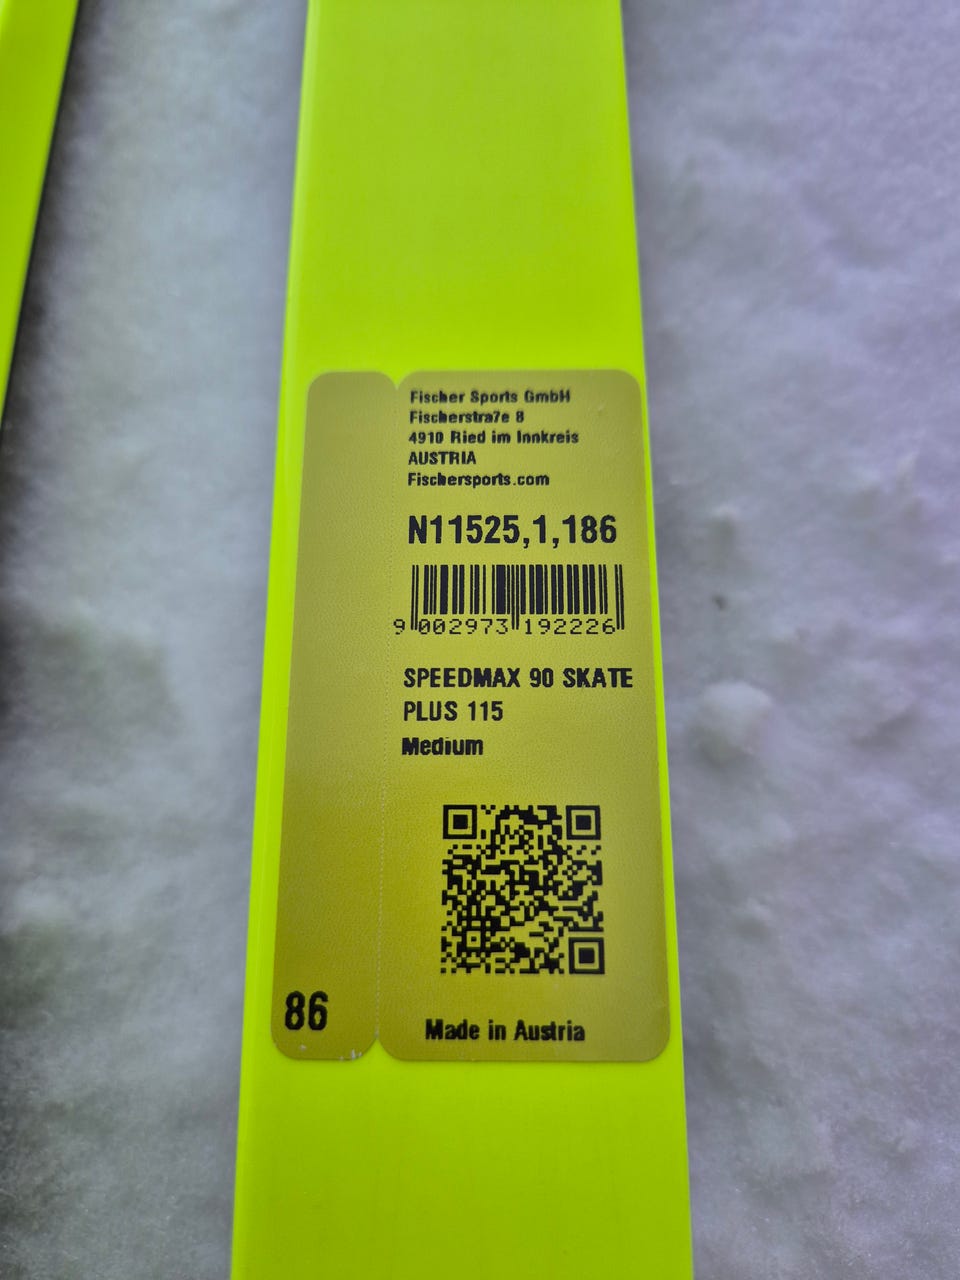 Fischer Sports GmbH
Fischerstra7e 8
4910 Ried im Innkreis
AUSTRIA
Fischersports.com
N11525,1,186
9 002973 192226
SPEEDMAX 90 SKATE
PLUS 115
Medium
86
Made in Austria